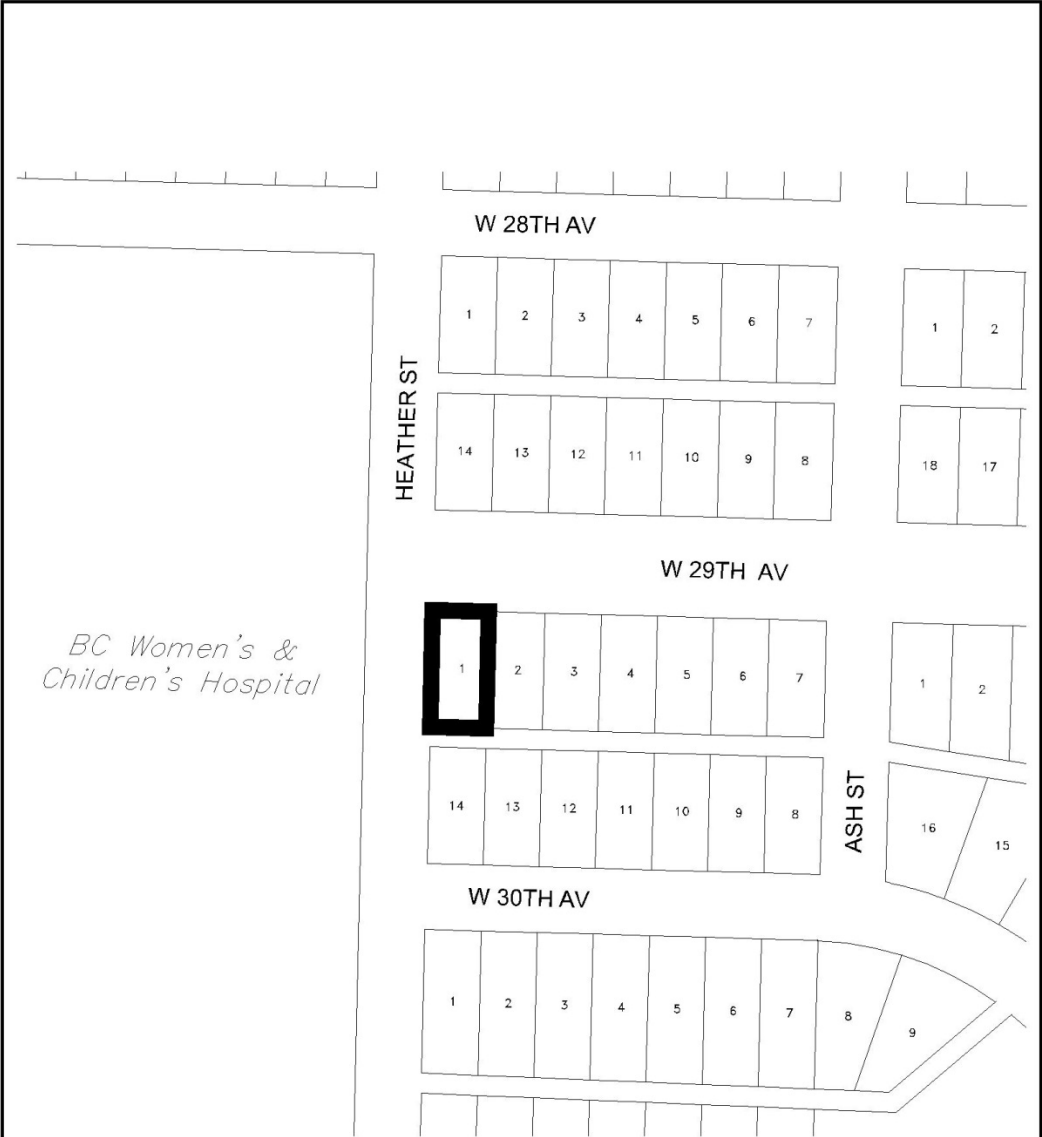 W 28TH AV
1 2 3 4 5 6 7 1 2
HEATHER ST
14 13 12 11 10 9 8 18 17
W 29TH AV
BC Women's &
Children's Hospital
1 2 3 4 5 6 7 1 2
14 13 12 11 10 9 8 16 15
ASH ST
W 30TH AV
1 2 3 4 5 6 7 8 9